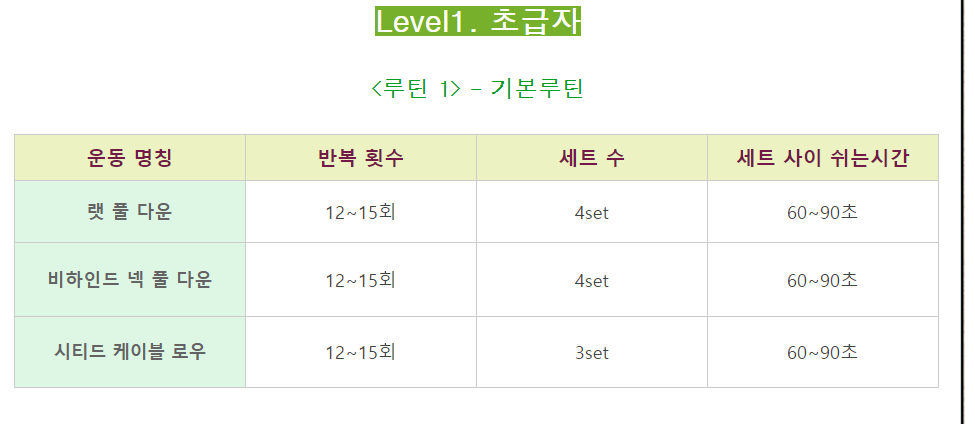 Level1. 초급자
<루틴 1> - 기본루틴
운동 명칭 반복 횟수 세트 수 세트 사이 쉬는시간
랫 풀 다운 12~15회 4set 60~90초
비하인드 넥 풀 다운 12~15회 4set 60~90초
시티드 케이블 로우 12~15회 3set 60~90초